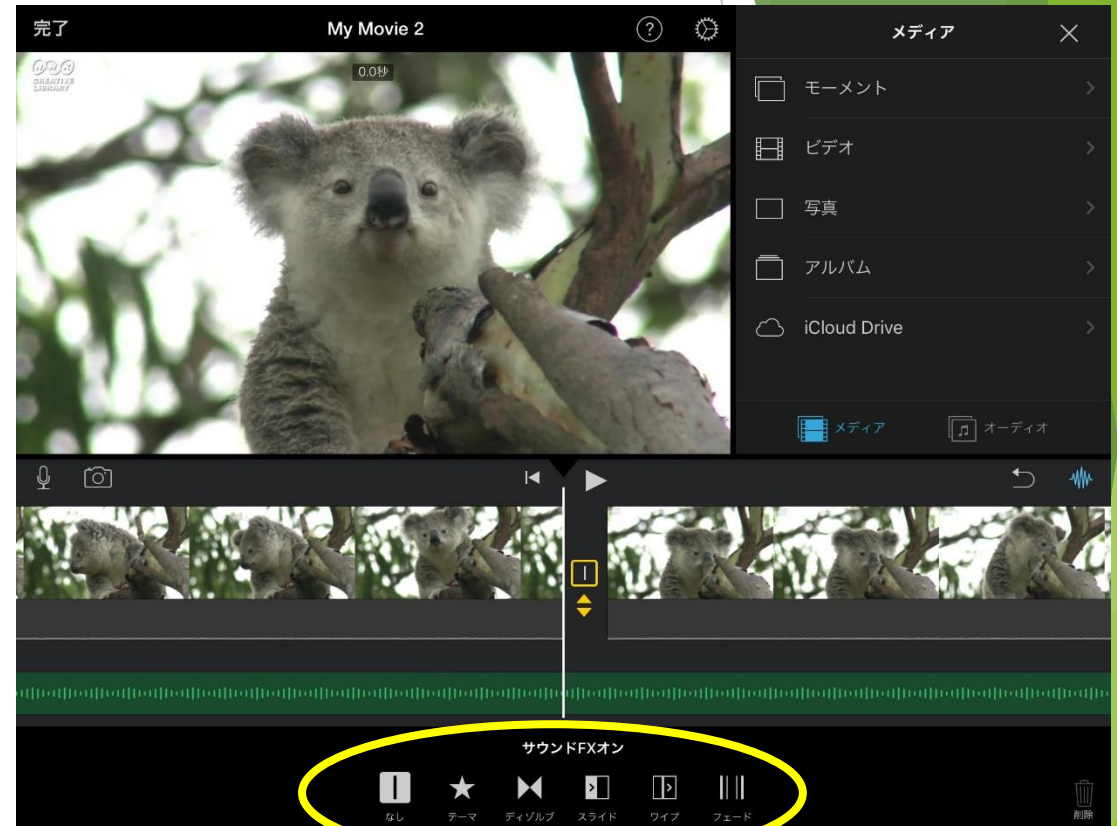 完了
My Movie 2
?
メディア
CREATIVE
LIBRARY
0.0秒
モーメント
ビデオ
写真
アルバム
iCloud Drive
メディア
オーディオ
サウンドFXオン
なし
テーマ
ディゾルブ
スライド
ワイプ
フェード
削除